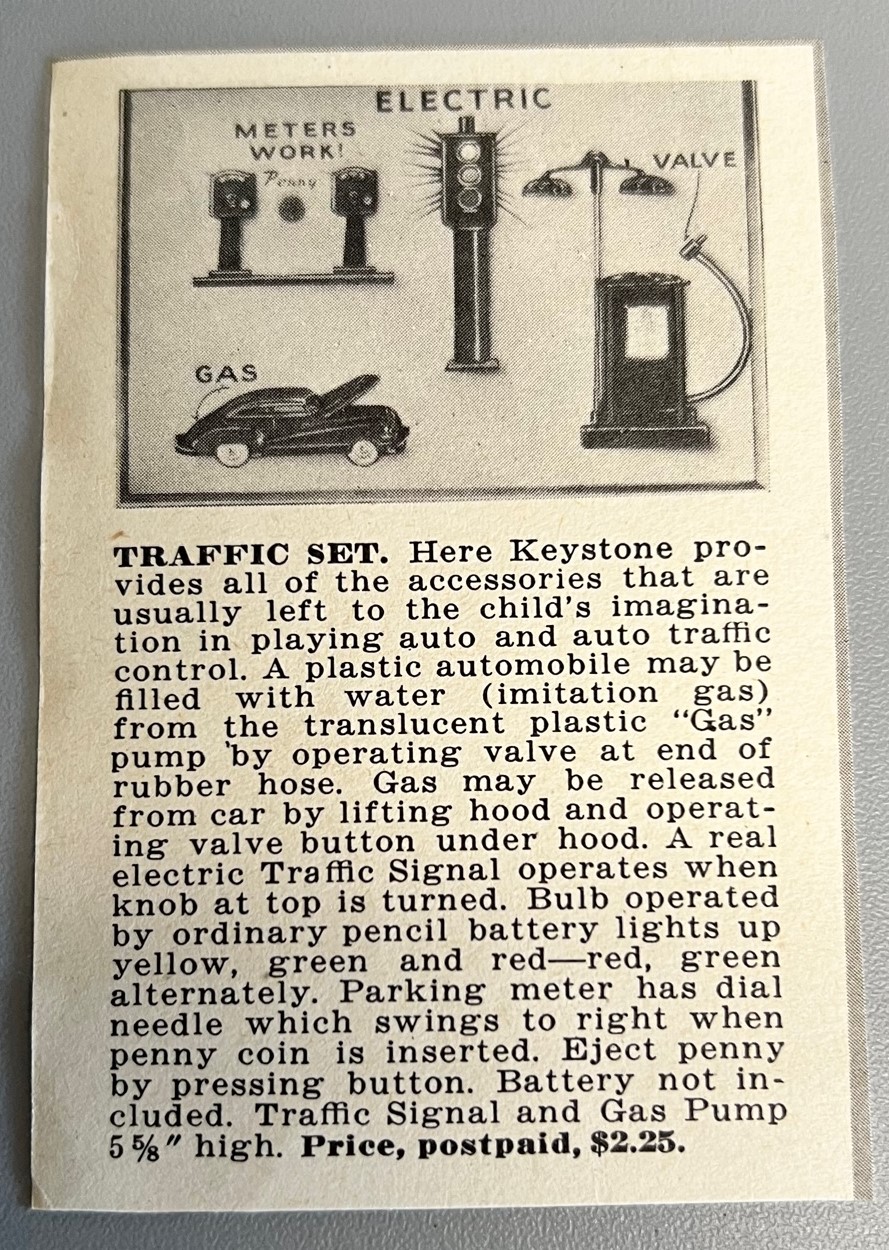 ELECTRIC
METERS
WORK!
Penny
VALVE
GAS
TRAFFIC SET. Here Keystone pro-
vides all of the accessories that are
usually left to the child's imagina-
tion in playing auto and auto traffic
control. A plastic automobile may be
filled with water (imitation gas)
from the translucent plastic "Gas"
pump by operating valve at end of
rubber hose. Gas may be released
from car by lifting hood and operat-
ing valve button under hood. A real
electric Traffic Signal operates when
knob at top is turned. Bulb operated
by ordinary pencil battery lights up
yellow, green and red—red, green
alternately. Parking meter has dial
needle which swings to right when
penny coin is inserted. Eject penny
by pressing button. Battery not in-
cluded. Traffic Signal and Gas Pump
5⅝" high. Price, postpaid, $2.25.